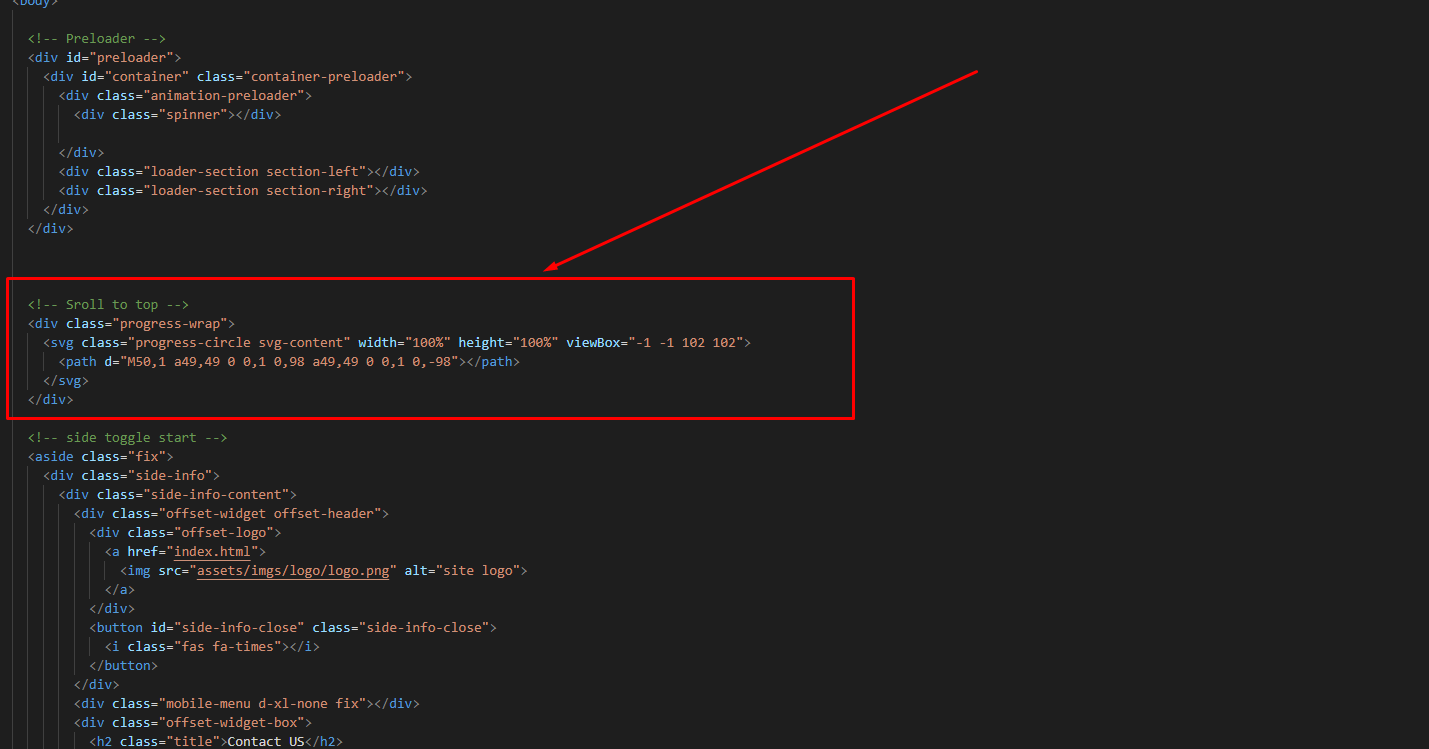 <body>
<!-- Preloader -->
<div id="preloader">
<div id="container" class="container-preloader">
<div class="animation-preloader">
<div class="spinner"></div>
</div>
<div class="loader-section section-left"></div>
<div class="loader-section section-right"></div>
</div>
</div>
<!-- Sroll to top -->
<div class="progress-wrap">
<svg class="progress-circle svg-content" width="100%" height="100%" viewBox="-1 -1 102 102">
<path d="M50,1 a49,49 0 0,1 0,98 a49,49 0 0,1 0,-98"></path>
</svg>
</div>
<!-- side toggle start -->
<aside class="fix">
<div class="side-info">
<div class="side-info-content">
<div class="offset-widget offset-header">
<div class="offset-logo">
<a href="index.html">
<img src="assets/imgs/logo/logo.png" alt="site logo">
</a>
</div>
<button id="side-info-close" class="side-info-close">
<i class="fas fa-times"></i>
</button>
</div>
<div class="mobile-menu d-xl-none fix"></div>
<div class="offset-widget-box">
<h2 class="title">Contact US</h2>